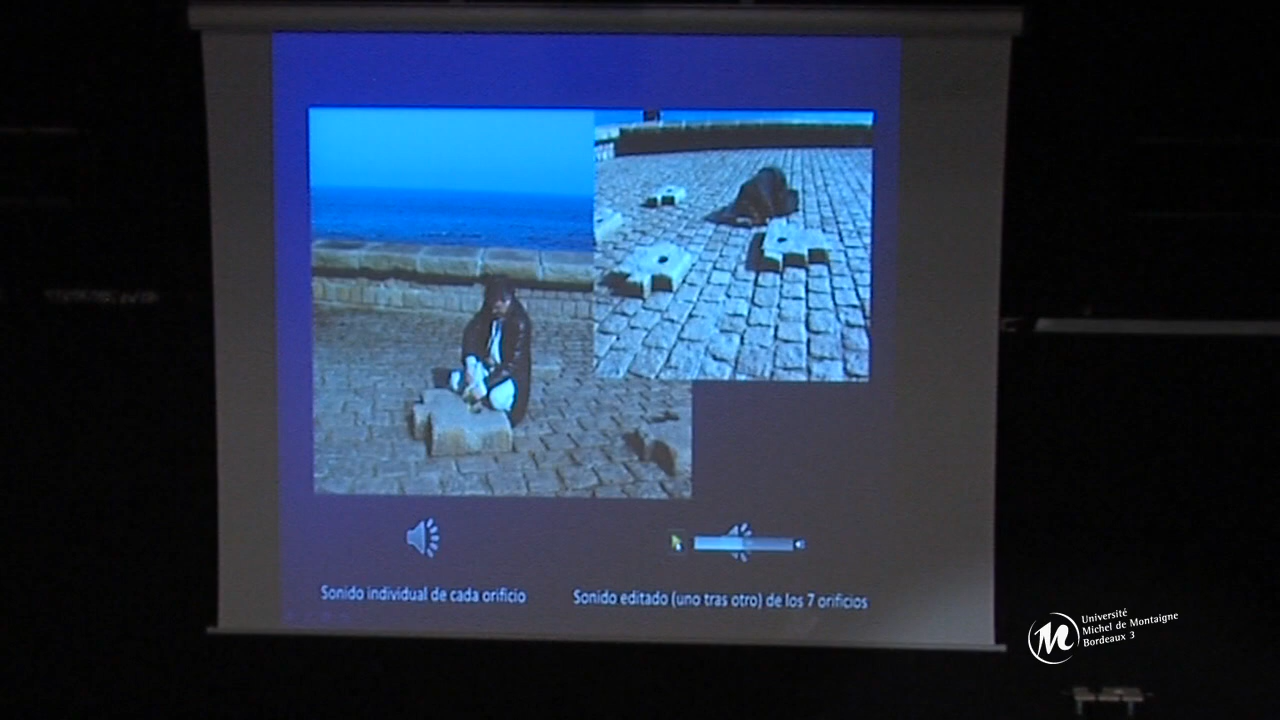 Sonido individual de cada orificio
Sonido editado (uno tras otro) de los 7 orificios
Université
Michel de Montaigne
Bordeaux 3